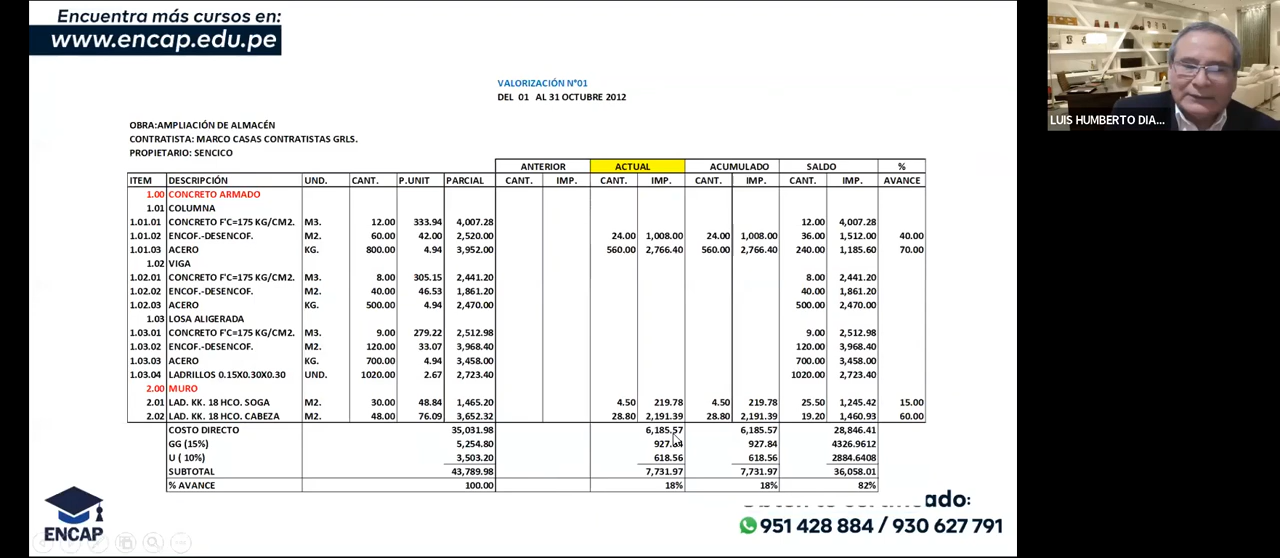 Encuentra más cursos en:
www.encap.edu.pe
LUIS HUMBERTO DIA...
VALORIZACIÓN N°01
DEL 01 AL 31 OCTUBRE 2012
OBRA:AMPLIACIÓN DE ALMACÉN
CONTRATISTA: MARCO CASAS CONTRATISTAS GRLS.
PROPIETARIO: SENCICO
ANTERIOR ACTUAL ACUMULADO SALDO %
ITEM DESCRIPCIÓN UND. CANT. P.UNIT PARCIAL CANT. IMP. CANT. IMP. CANT. IMP. CANT. IMP. AVANCE
1.00 CONCRETO ARMADO
1.01 COLUMNA
1.01.01 CONCRETO F'C=175 KG/CM2. M3. 12.00 333.94 4,007.28 12.00 4,007.28
1.01.02 ENCOF.-DESENCOF. M2. 60.00 42.00 2,520.00 24.00 1,008.00 24.00 1,008.00 36.00 1,512.00 40.00
1.01.03 ACERO KG. 800.00 4.94 3,952.00 560.00 2,766.40 560.00 2,766.40 240.00 1,185.60 70.00
1.02 VIGA
1.02.01 CONCRETO F'C=175 KG/CM2. M3. 8.00 305.15 2,441.20 8.00 2,441.20
1.02.02 ENCOF.-DESENCOF. M2. 40.00 46.53 1,861.20 40.00 1,861.20
1.02.03 ACERO KG. 500.00 4.94 2,470.00 500.00 2,470.00
1.03 LOSA ALIGERADA
1.03.01 CONCRETO F'C=175 KG/CM2. M3. 9.00 279.22 2,512.98 9.00 2,512.98
1.03.02 ENCOF.-DESENCOF. M2. 120.00 33.07 3,968.40 120.00 3,968.40
1.03.03 ACERO KG. 700.00 4.94 3,458.00 700.00 3,458.00
1.03.04 LADRILLOS 0.15X0.30X0.30 UND. 1020.00 2.67 2,723.40 1020.00 2,723.40
2.00 MURO
2.01 LAD. KK. 18 HCO. SOGA M2. 30.00 48.84 1,465.20 4.50 219.78 4.50 219.78 25.50 1,245.42 15.00
2.02 LAD. KK. 18 HCO. CABEZA M2. 48.00 76.09 3,652.32 28.80 2,191.39 28.80 2,191.39 19.20 1,460.93 60.00
COSTO DIRECTO 35,031.98 6,185.57 6,185.57 28,846.41
GG (15%) 5,254.80 927.84 927.84 4326.9612
U ( 10%) 3,503.20 618.56 618.56 2884.6408
SUBTOTAL 43,789.98 7,731.97 7,731.97 36,058.01
% AVANCE 100.00 18% 18% 82%
ado:
951 428 884 / 930 627 791
ENCAP